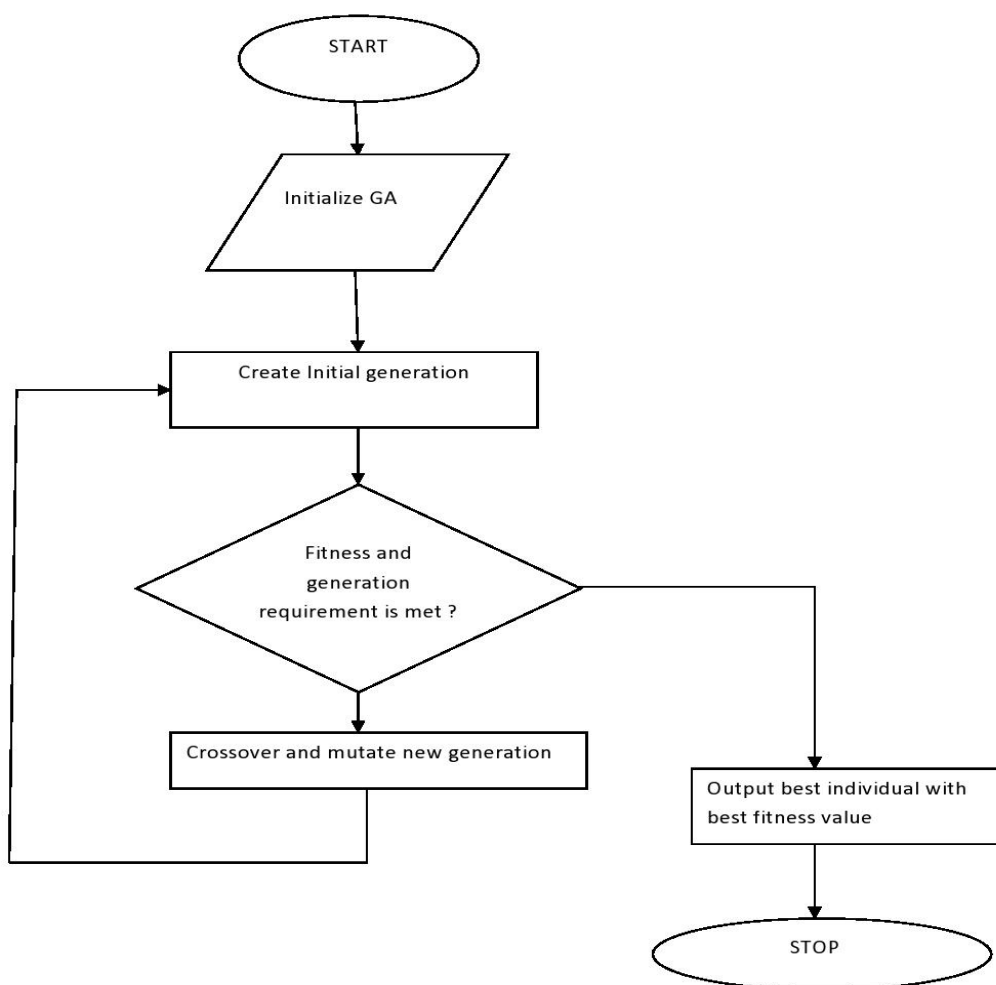 START
Initialize GA
Create Initial generation
Fitness and
generation
requirement is met ?
Crossover and mutate new generation
Output best individual with
best fitness value
STOP